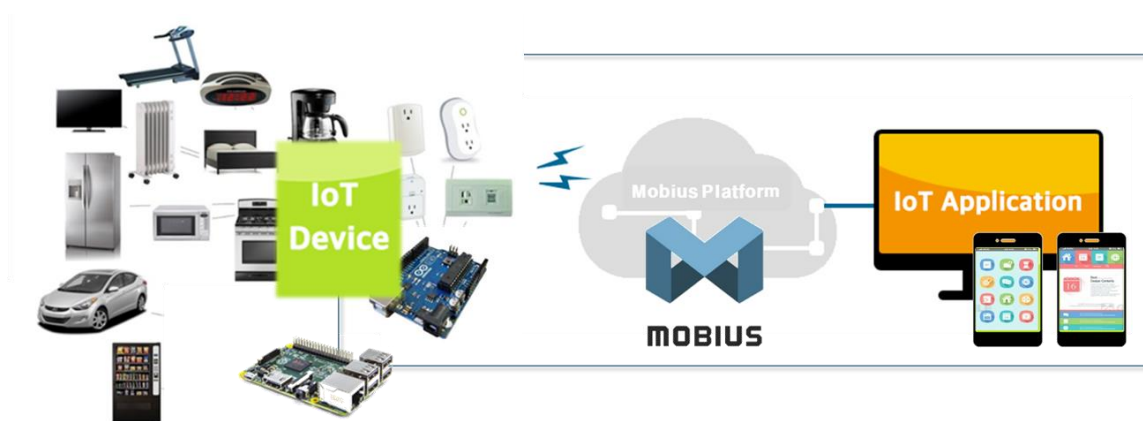 IoT
Device
Mobius Platform
MOBIUS
IoT Application